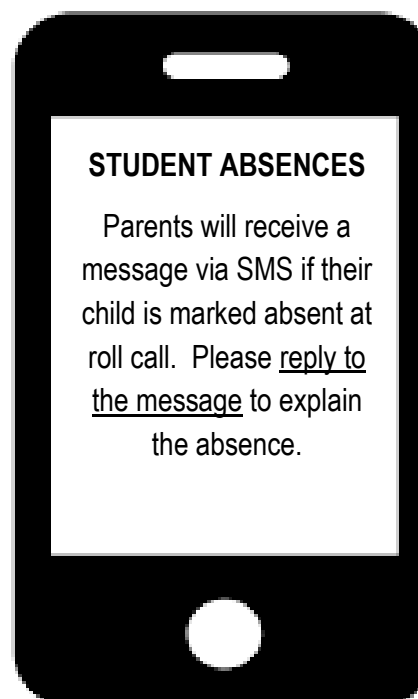 STUDENT ABSENCES
Parents will receive a
message via SMS if their
child is marked absent at
roll call.  Please reply to
the message to explain
the absence.